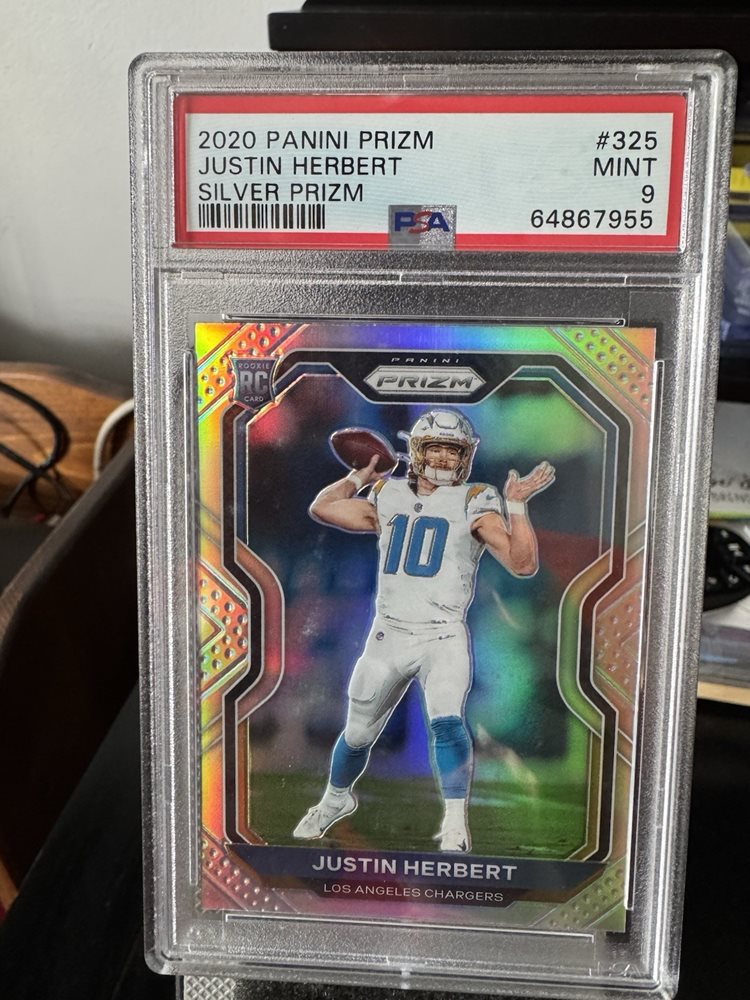 2020 PANINI PRIZM #325
JUSTIN HERBERT MINT
SILVER PRIZM 9
PSA 64867955
ROOKIE
RC
CARD
PANINI
PRIZM
10
JUSTIN HERBERT
LOS ANGELES CHARGERS